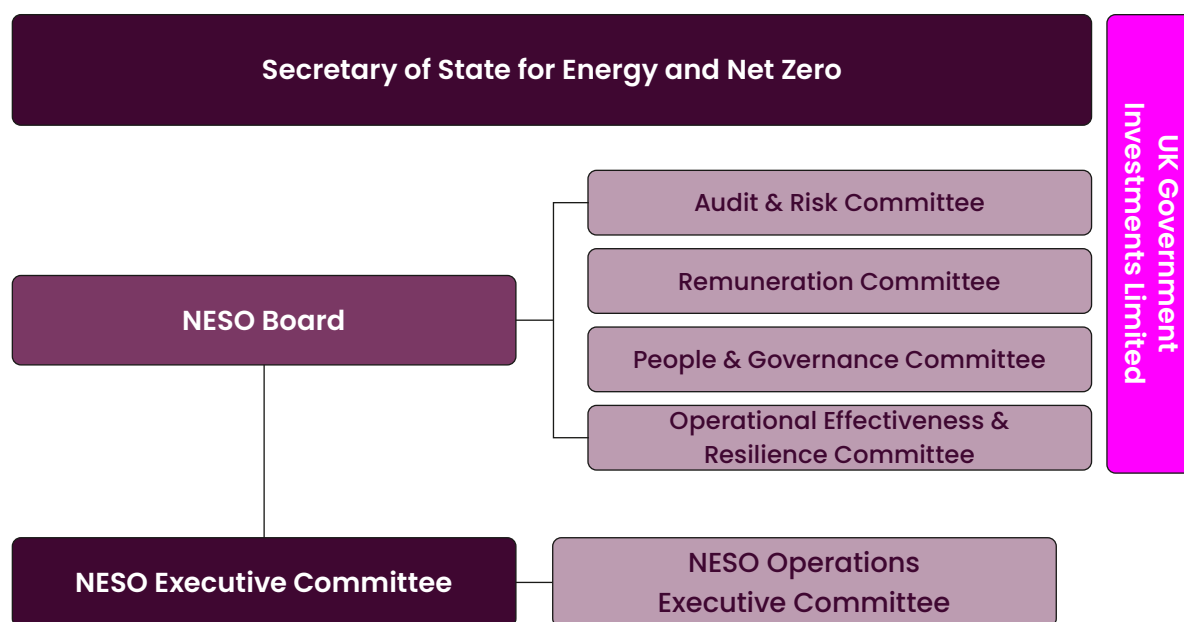 Secretary of State for Energy and Net Zero
UK Government
Investments Limited
Audit & Risk Committee
Remuneration Committee
NESO Board
People & Governance Committee
Operational Effectiveness &
Resilience Committee
NESO Executive Committee
NESO Operations
Executive Committee